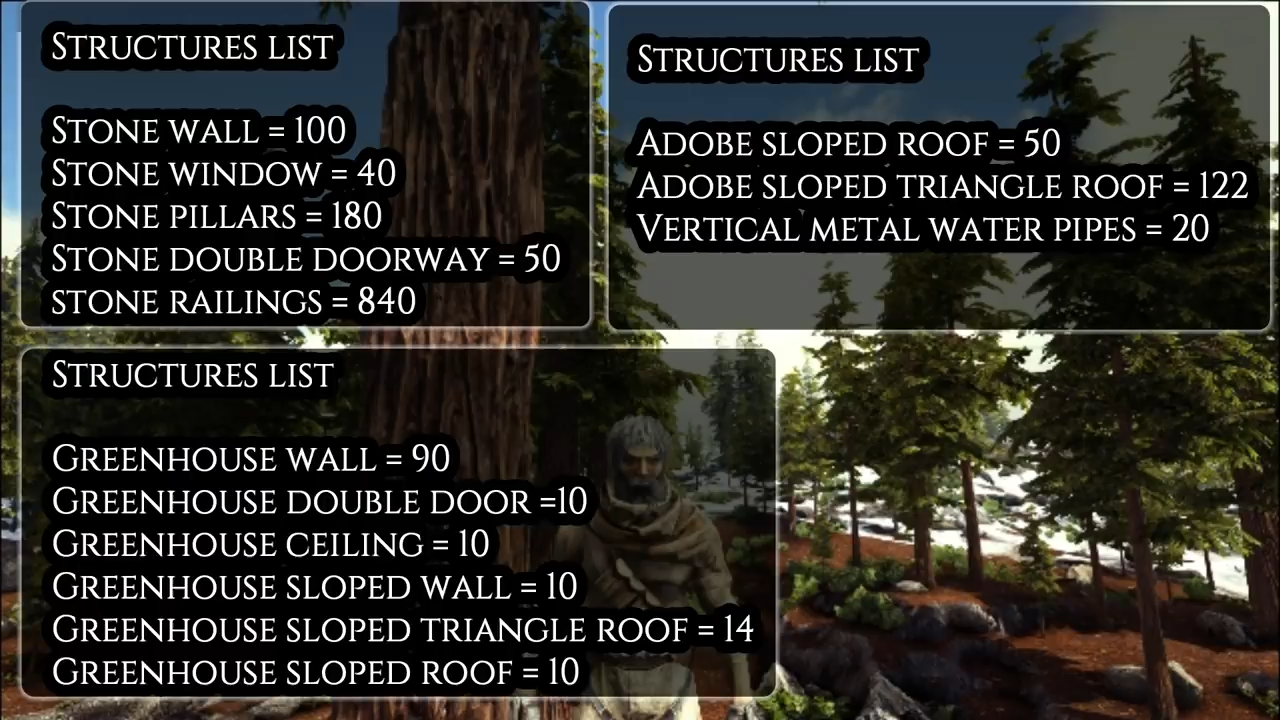 Structures list
Stone wall = 100
Stone window = 40
Stone pillars = 180
Stone double doorway = 50
stone railings = 840
Structures list
Adobe sloped roof = 50
Adobe sloped triangle roof = 122
Vertical metal water pipes = 20
Structures list
Greenhouse wall = 90
Greenhouse double door =10
Greenhouse ceiling = 10
Greenhouse sloped wall = 10
Greenhouse sloped triangle roof = 14
Greenhouse sloped roof = 10